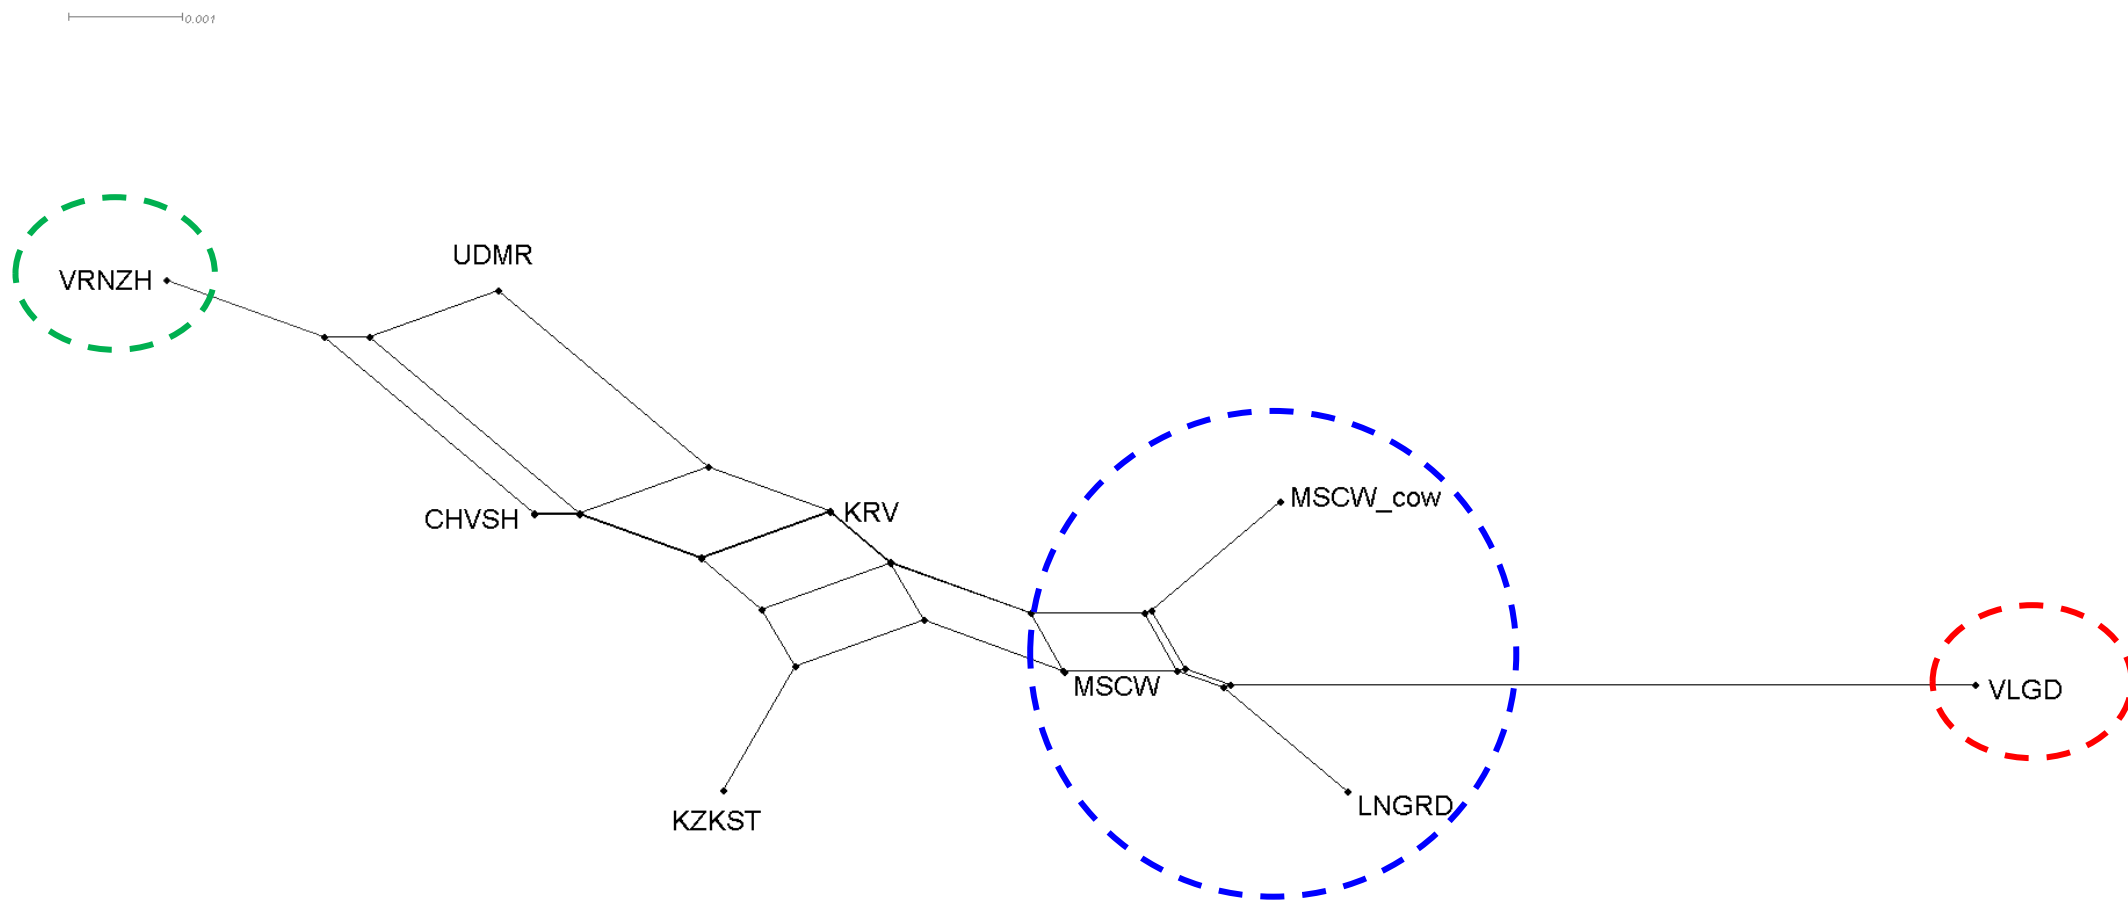 0.001
UDMR
VRNZH
MSCW_cow
KRV
CHVSH
MSCW
VLGD
LNGRD
KZKST